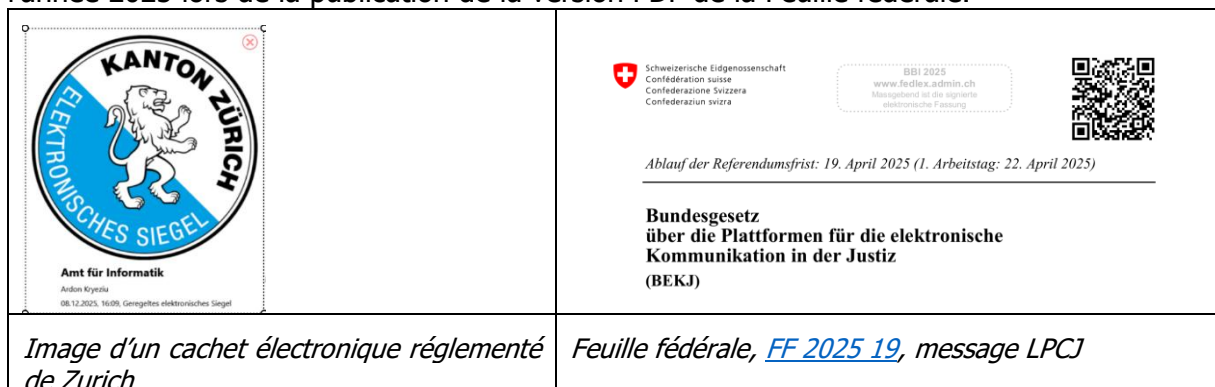 l'année 2025 lors de la publication de la version PDF de la Feuille fédérale.
KANTON ZÜRICH
ELEKTRONISCHES SIEGEL
Amt für Informatik
Ardon Kryeziu
08.12.2025, 16:09, Geregeltes elektronisches Siegel
Schweizerische Eidgenossenschaft
Confédération suisse
Confederazione Svizzera
Confederaziun svizra
BBl 2025
www.fedlex.admin.ch
Massgebend ist die signierte
elektronische Fassung
Ablauf der Referendumsfrist: 19. April 2025 (1. Arbeitstag: 22. April 2025)
Bundesgesetz
über die Plattformen für die elektronische
Kommunikation in der Justiz
(BEKJ)
Image d'un cachet électronique réglementé
de Zurich
Feuille fédérale, FF 2025 19, message LPCJ